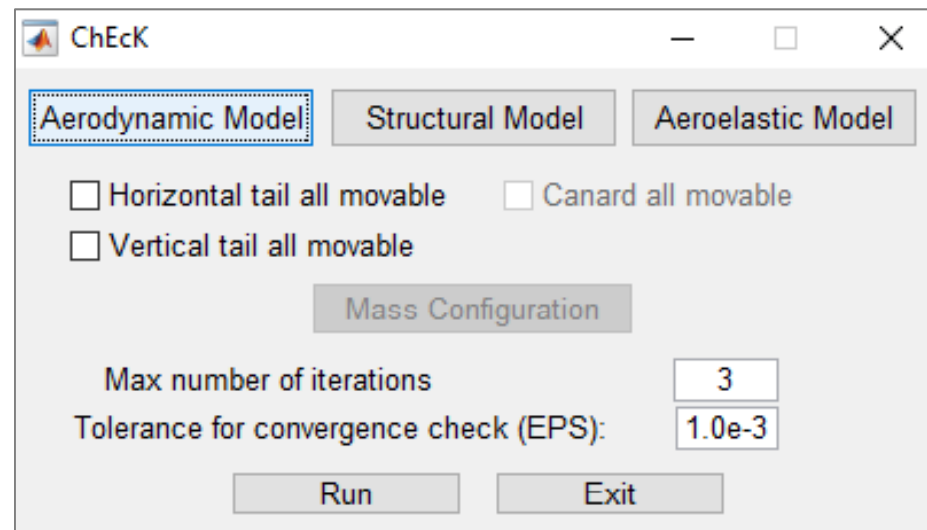 ChEcK
Aerodynamic Model Structural Model Aeroelastic Model
Horizontal tail all movable Canard all movable
Vertical tail all movable
Mass Configuration
Max number of iterations 3
Tolerance for convergence check (EPS): 1.0e-3
Run Exit